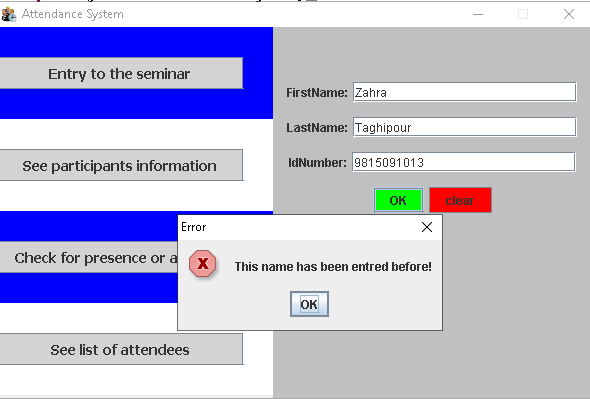 Attendance System
Entry to the seminar
See participants information
Check for presence or a
See list of attendees
FirstName: Zahra
LastName: Taghipour
IdNumber: 9815091013
OK clear
Error
This name has been entred before!
OK